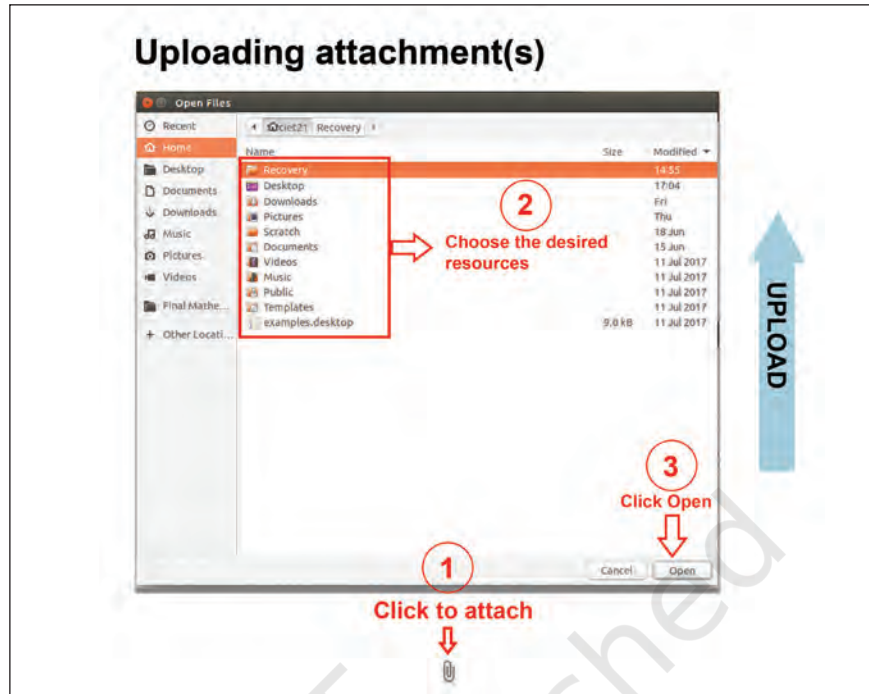 Uploading attachment(s)
Open Files
Recent
Home
Desktop
Documents
Downloads
Music
Pictures
Videos
Final Mathe...
+ Other Locati...
ciet21 Recovery
Name Size Modified
Recovery 14:55
Desktop 17:04
Downloads Fri
Pictures Thu
Scratch 18 Jun
Documents 15 Jun
Videos 11 Jul 2017
Music 11 Jul 2017
Public 11 Jul 2017
Templates 11 Jul 2017
examples.desktop 9.0 kB 11 Jul 2017
2
Choose the desired
resources
UPLOAD
3
Click Open
Cancel Open
1
Click to attach